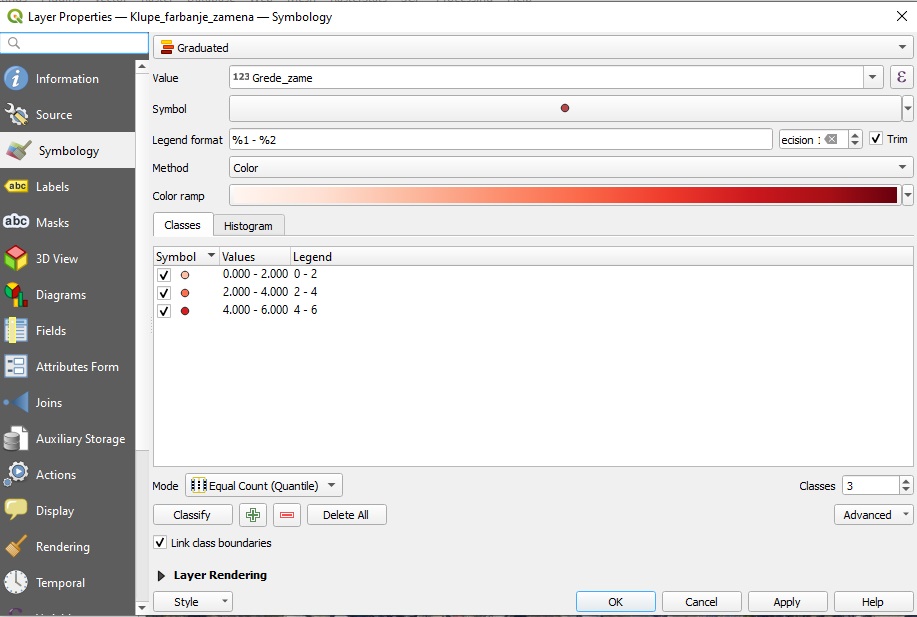 Layer Properties — Klupe_farbanje_zamena — Symbology
Graduated
Information
Source
Symbology
abc Labels
abc Masks
3D View
Diagrams
Fields
Attributes Form
Joins
Auxiliary Storage
Actions
Display
Rendering
Temporal
Value 123 Grede_zame ε
Symbol
Legend format %1 - %2 ecision 1 Trim
Method Color
Color ramp
Classes Histogram
Symbol Values Legend
0.000 - 2.000 0 - 2
2.000 - 4.000 2 - 4
4.000 - 6.000 4 - 6
Mode Equal Count (Quantile) Classes 3
Classify Delete All Advanced
Link class boundaries
Layer Rendering
Style OK Cancel Apply Help